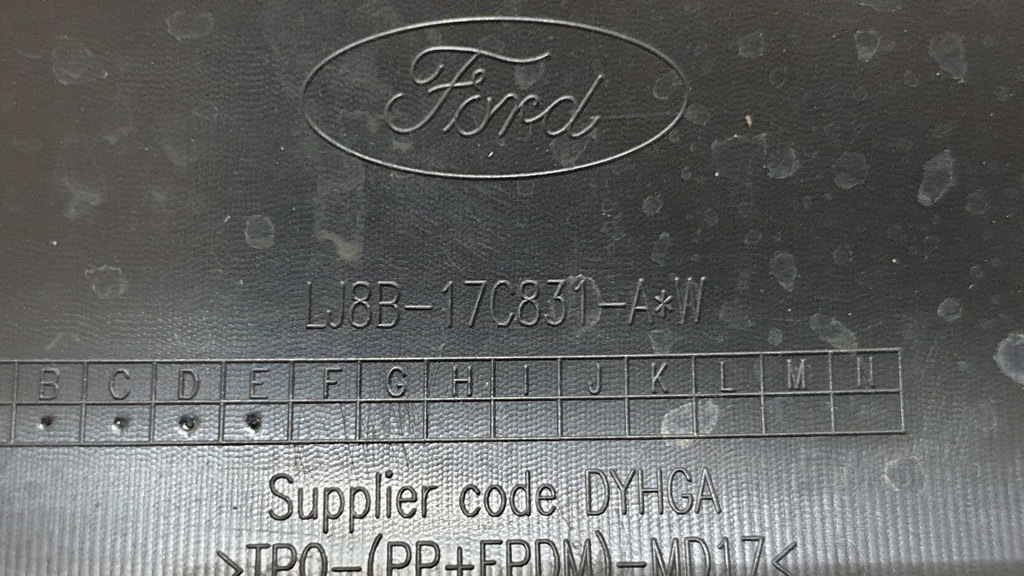 Ford
LJ8B-17C831-A*W
B C D E F G H I J K L M N
Supplier code DYHGA
>TPO-(PP+EPDM)-MD17<